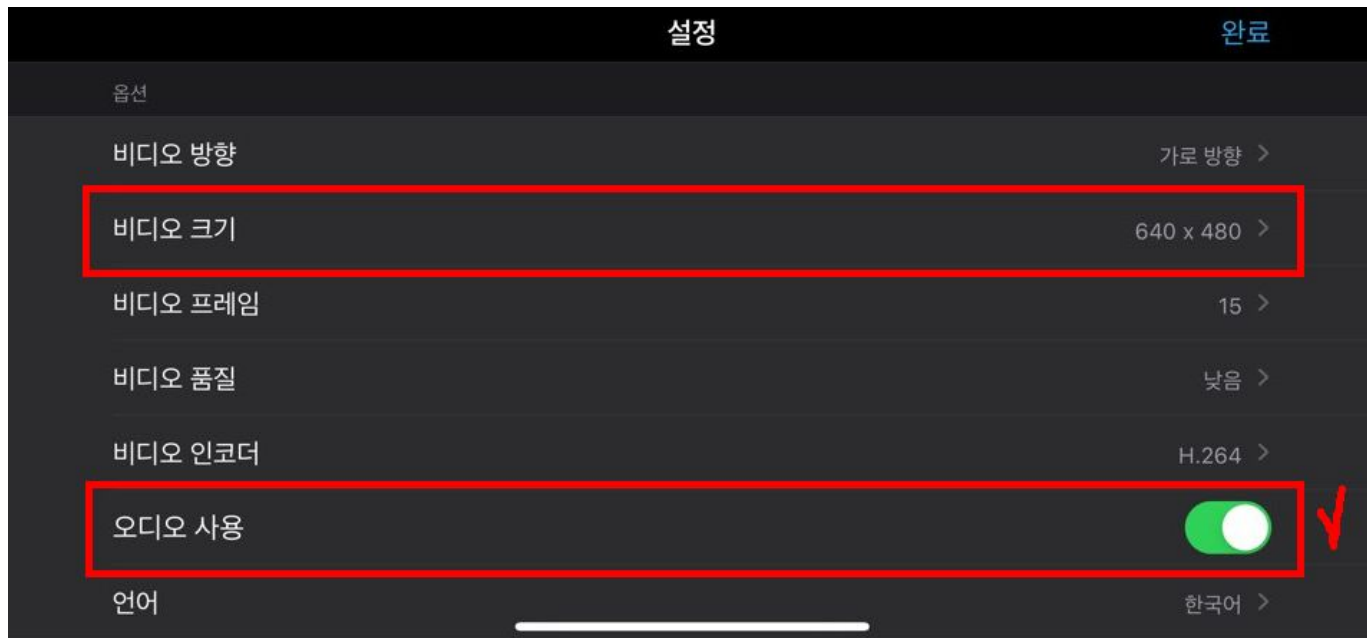 설정 완료
옵션
비디오 방향 가로 방향 >
비디오 크기 640 x 480 >
비디오 프레임 15 >
비디오 품질 낮음 >
비디오 인코더 H.264 >
오디오 사용
언어 한국어 >